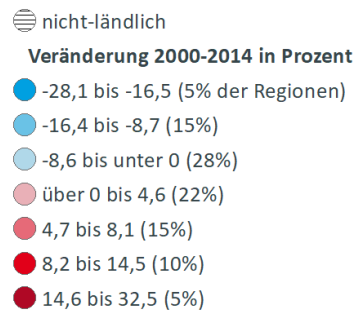 nicht-ländlich
Veränderung 2000-2014 in Prozent
-28,1 bis -16,5 (5% der Regionen)
-16,4 bis -8,7 (15%)
-8,6 bis unter 0 (28%)
über 0 bis 4,6 (22%)
4,7 bis 8,1 (15%)
8,2 bis 14,5 (10%)
14,6 bis 32,5 (5%)